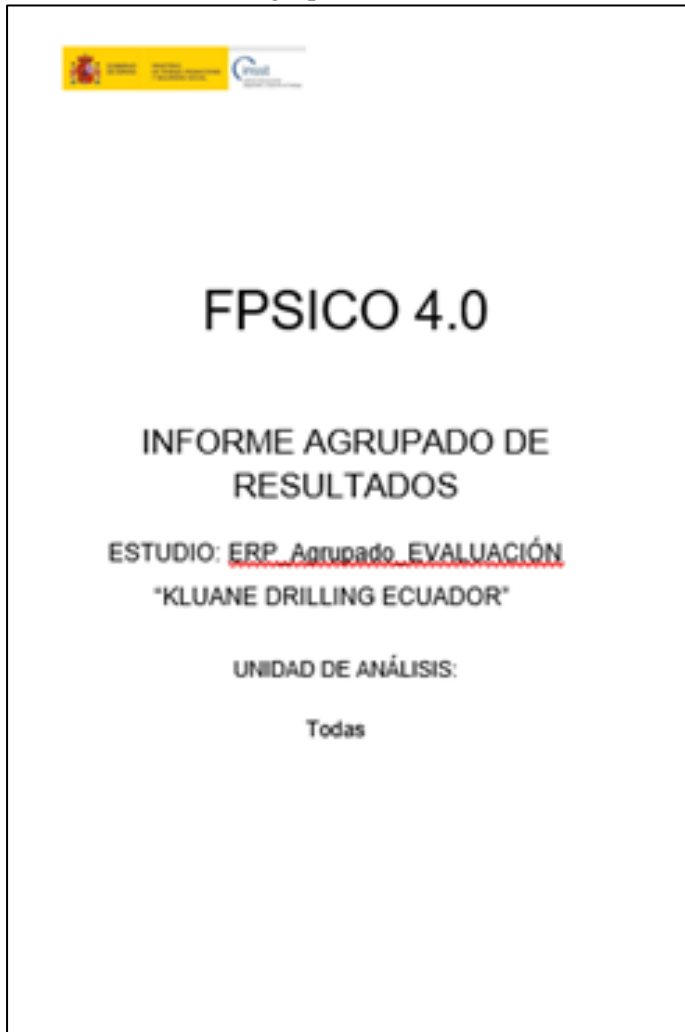 FPSICO 4.0
INFORME AGRUPADO DE
RESULTADOS
ESTUDIO: ERP_Agrupado_EVALUACIÓN
"KLUANE DRILLING ECUADOR"
UNIDAD DE ANÁLISIS:
Todas